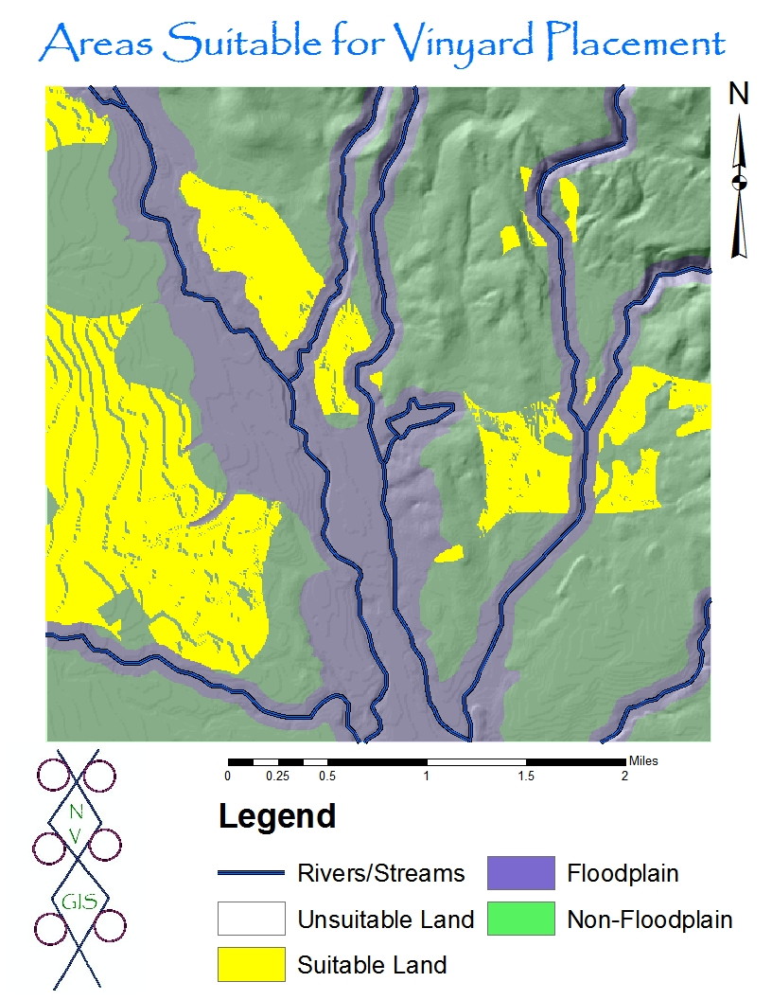 Areas Suitable for Vinyard Placement
N
0 0.25 0.5 1 1.5 2 Miles
Legend
Rivers/Streams
Floodplain
Unsuitable Land
Non-Floodplain
Suitable Land
N
V
GIS